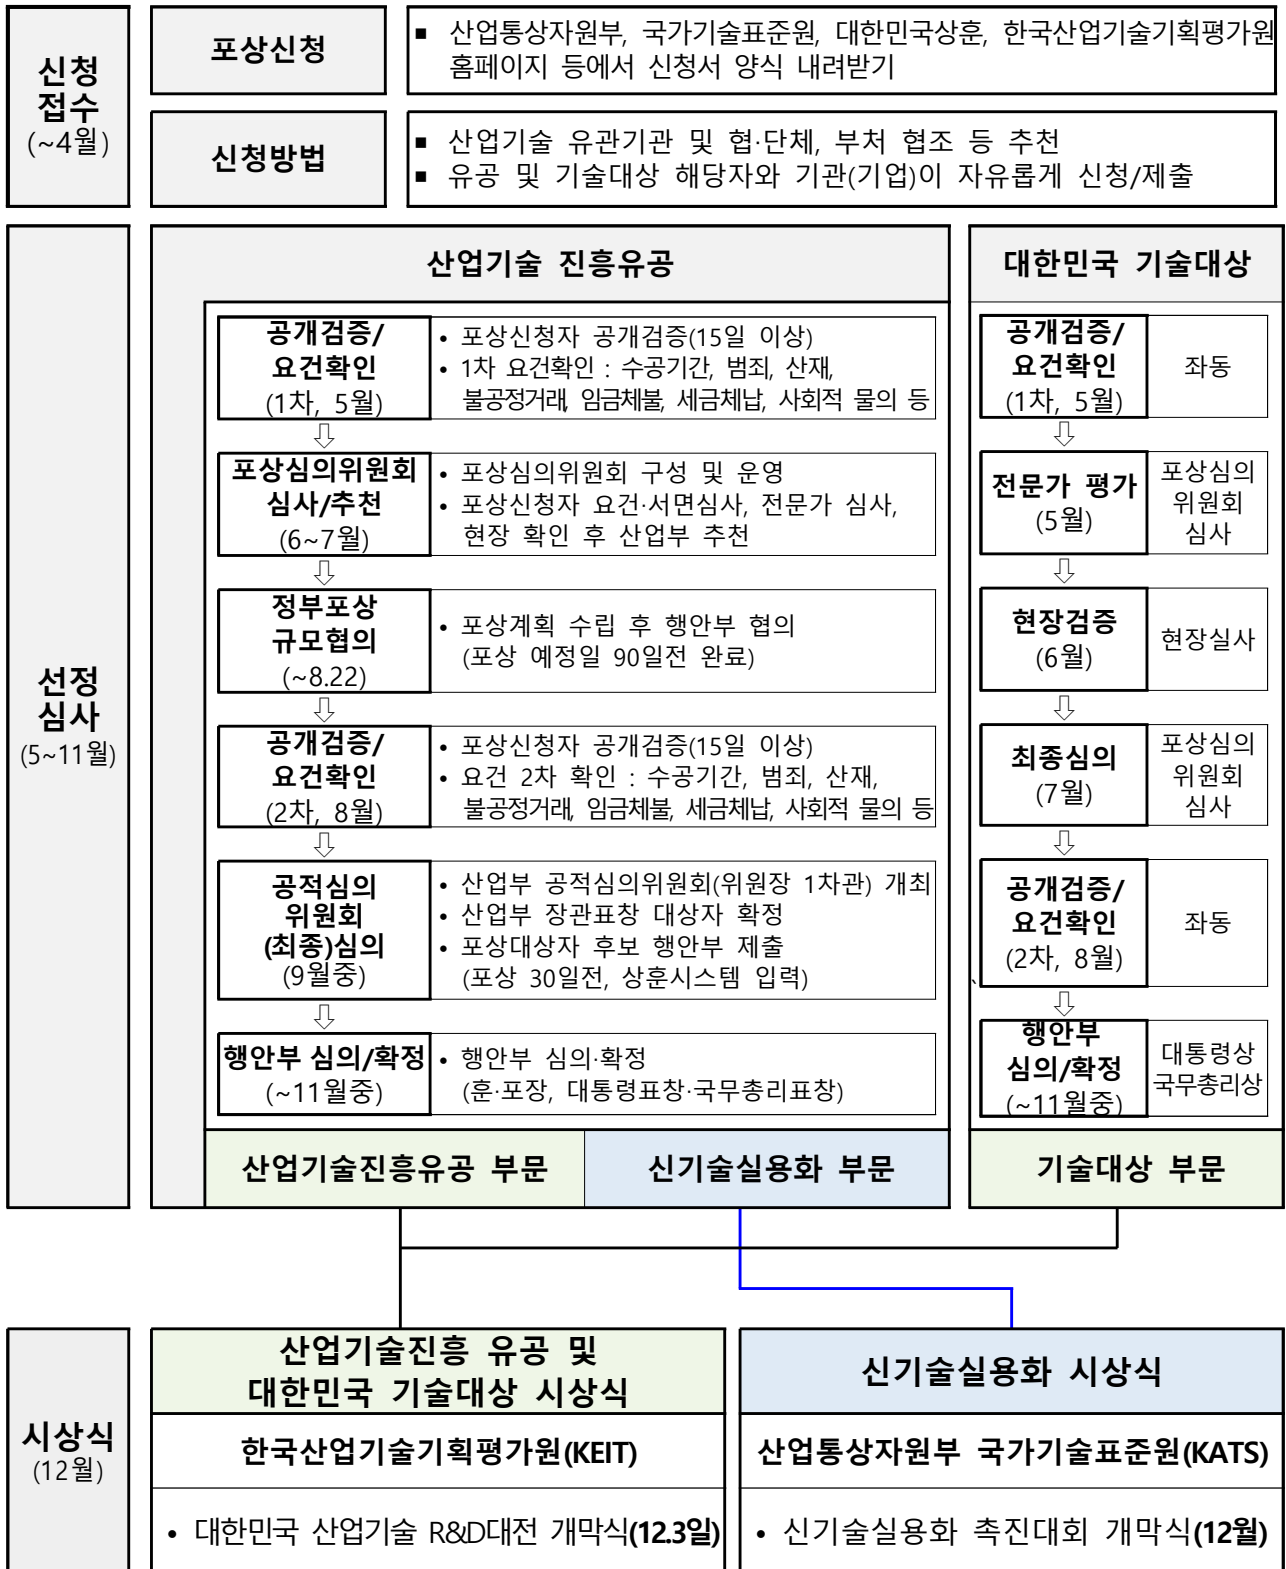 신청
접수
(~4월)
포상신청
▪ 산업통상자원부, 국가기술표준원, 대한민국상훈, 한국산업기술기획평가원
홈페이지 등에서 신청서 양식 내려받기
신청방법
▪ 산업기술 유관기관 및 협·단체, 부처 협조 등 추천
▪ 유공 및 기술대상 해당자와 기관(기업)이 자유롭게 신청/제출
선정
심사
(5~11월)
산업기술 진흥유공
공개검증/
요건확인
(1차, 5월)
• 포상신청자 공개검증(15일 이상)
• 1차 요건확인 : 수공기간, 범죄, 산재,
불공정거래, 임금체불, 세금체납, 사회적 물의 등
⇩
포상심의위원회
심사/추천
(6~7월)
• 포상심의위원회 구성 및 운영
• 포상신청자 요건·서면심사, 전문가 심사,
현장 확인 후 산업부 추천
⇩
정부포상
규모협의
(~8.22)
• 포상계획 수립 후 행안부 협의
(포상 예정일 90일전 완료)
⇩
공개검증/
요건확인
(2차, 8월)
• 포상신청자 공개검증(15일 이상)
• 요건 2차 확인 : 수공기간, 범죄, 산재,
불공정거래, 임금체불, 세금체납, 사회적 물의 등
⇩
공적심의
위원회
(최종)심의
(9월중)
• 산업부 공적심의위원회(위원장 1차관) 개최
• 산업부 장관표창 대상자 확정
• 포상대상자 후보 행안부 제출
(포상 30일전, 상훈시스템 입력)
⇩
행안부 심의/확정
(~11월중)
• 행안부 심의·확정
(훈·포장, 대통령표창·국무총리표창)
산업기술진흥유공 부문
신기술실용화 부문
대한민국 기술대상
공개검증/
요건확인
(1차, 5월)
좌동
⇩
전문가 평가
(5월)
포상심의
위원회
심사
⇩
현장검증
(6월)
현장실사
⇩
최종심의
(7월)
포상심의
위원회
심사
⇩
공개검증/
요건확인
(2차, 8월)
좌동
、
⇩
행안부
심의/확정
(~11월중)
대통령상
국무총리상
기술대상 부문
시상식
(12월)
산업기술진흥 유공 및
대한민국 기술대상 시상식
한국산업기술기획평가원(KEIT)
• 대한민국 산업기술 R&D대전 개막식(12.3일)
신기술실용화 시상식
산업통상자원부 국가기술표준원(KATS)
• 신기술실용화 촉진대회 개막식(12월)